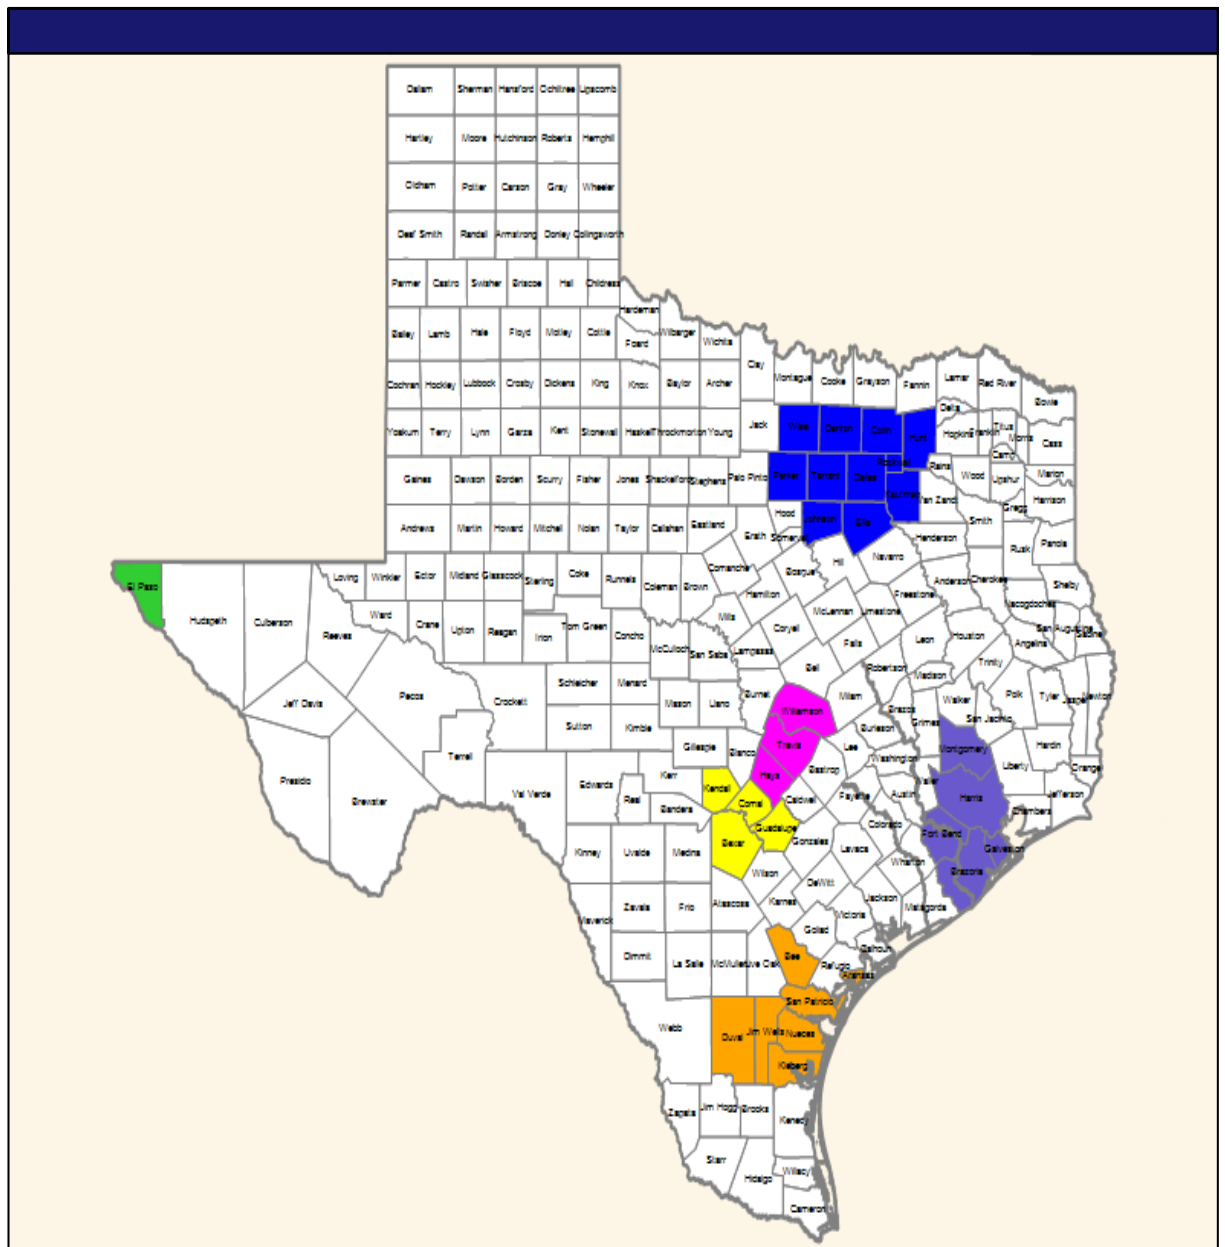 Dallam Sherman Hansford Ochiltree Lipscomb
Hartley Moore Hutchinson Roberts Hemphill
Oldham Potter Carson Gray Wheeler
Deaf Smith Randall Armstrong Donley Collingsworth
Parmer Castro Swisher Briscoe Hall Childress
Hardeman
Bailey Lamb Hale Floyd Motley Cottle Foard Wilbarger Wichita
Clay Montague Cooke Grayson Fannin Lamar Red River Bowie
Cochran Hockley Lubbock Crosby Dickens King Knox Baylor Archer
Delta
Yoakum Terry Lynn Garza Kent Stonewall Haskell Throckmorton Young Jack Wise Denton Collin Hunt Hopkins Franklin Titus Morris Cass
Camp
Rockwall Rains
Gaines Dawson Borden Scurry Fisher Jones Shackelford Stephens Palo Pinto Parker Tarrant Dallas Kaufman Van Zandt Wood Upshur Marion
Gregg Harrison
Andrews Martin Howard Mitchell Nolan Taylor Callahan Eastland Erath Hood Somervell Johnson Ellis Henderson Smith Rusk Panola
El Paso Hudspeth Culberson Reeves Loving Winkler Ector Midland Glasscock Sterling Coke Runnels Coleman Brown Comanche Hamilton Bosque Hill Navarro Freestone Anderson Cherokee Shelby
Nacogdoches
Ward Crane Upton Reagan Irion Tom Green Concho McCulloch San Saba Mills Lampasas Coryell McLennan Limestone Falls Leon Houston Angelina San Augustine Sabine
Trinity
Jeff Davis Pecos Crockett Schleicher Menard Mason Llano Burnet Bell Milam Robertson Madison Walker Polk Tyler Jasper Newton
Brazos Grimes San Jacinto
Terrell Sutton Kimble Gillespie Blanco Williamson Travis Lee Burleson Washington Montgomery Liberty Hardin Orange
Presidio Brewster Val Verde Edwards Real Kerr Bandera Kendall Comal Hays Bastrop Caldwell Fayette Austin Waller Harris Chambers Jefferson
Kinney Uvalde Medina Bexar Guadalupe Gonzales Lavaca Colorado Wharton Fort Bend Brazoria Galveston
Maverick Zavala Frio Atascosa Wilson Karnes DeWitt Victoria Jackson Matagorda
Dimmit La Salle McMullen Live Oak Bee Goliad Refugio Calhoun
Aransas
San Patricio
Webb Duval Jim Wells Nueces
Kleberg
Zapata Jim Hogg Brooks Kenedy
Starr Hidalgo Willacy
Cameron